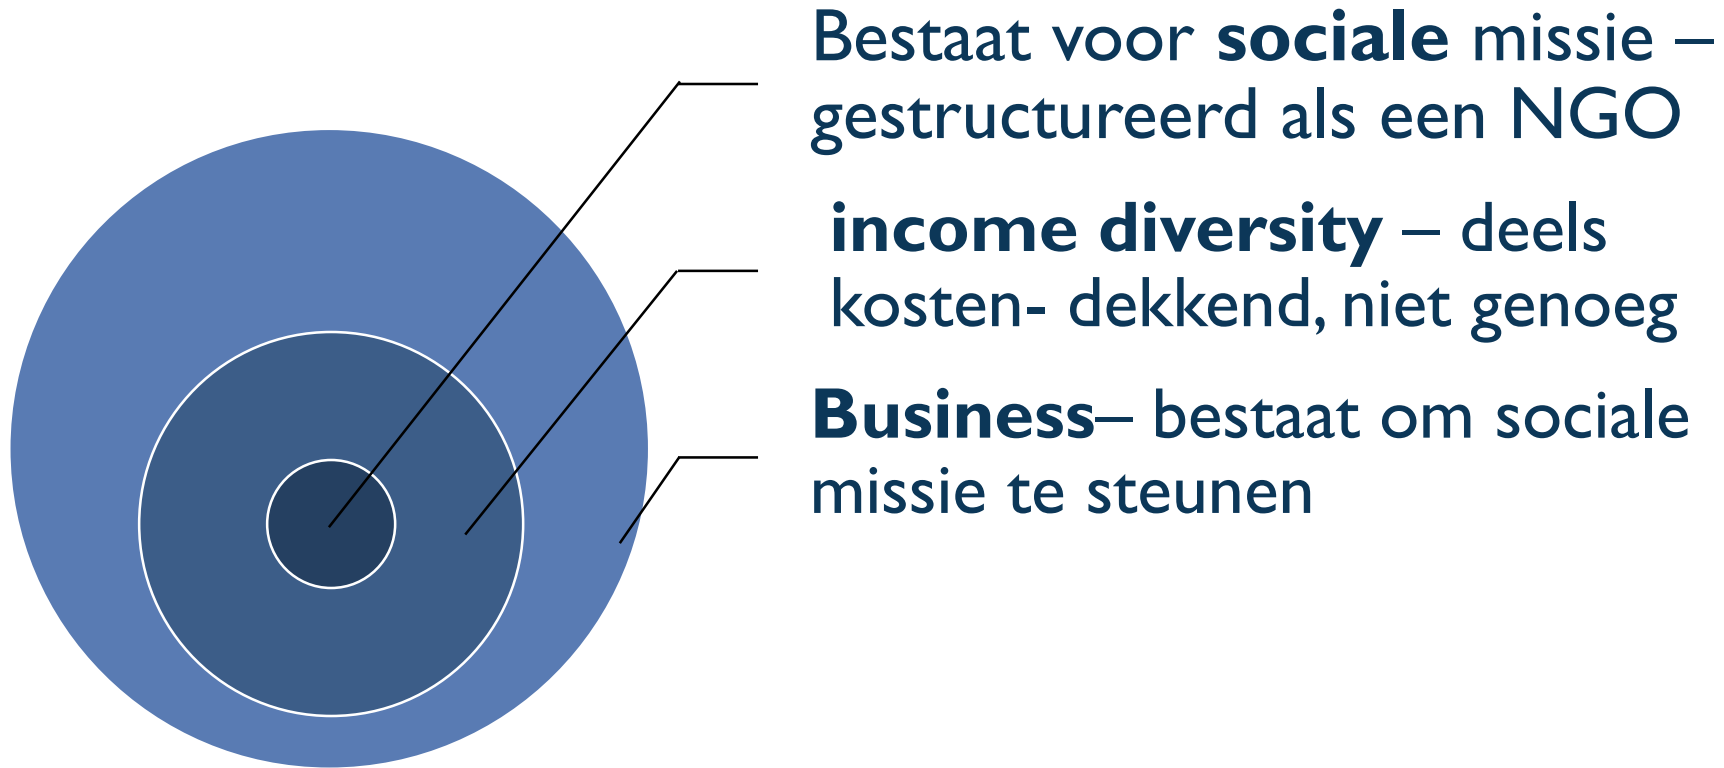 Bestaat voor sociale missie –
gestructureerd als een NGO
income diversity – deels
kosten- dekkend, niet genoeg
Business– bestaat om sociale
missie te steunen